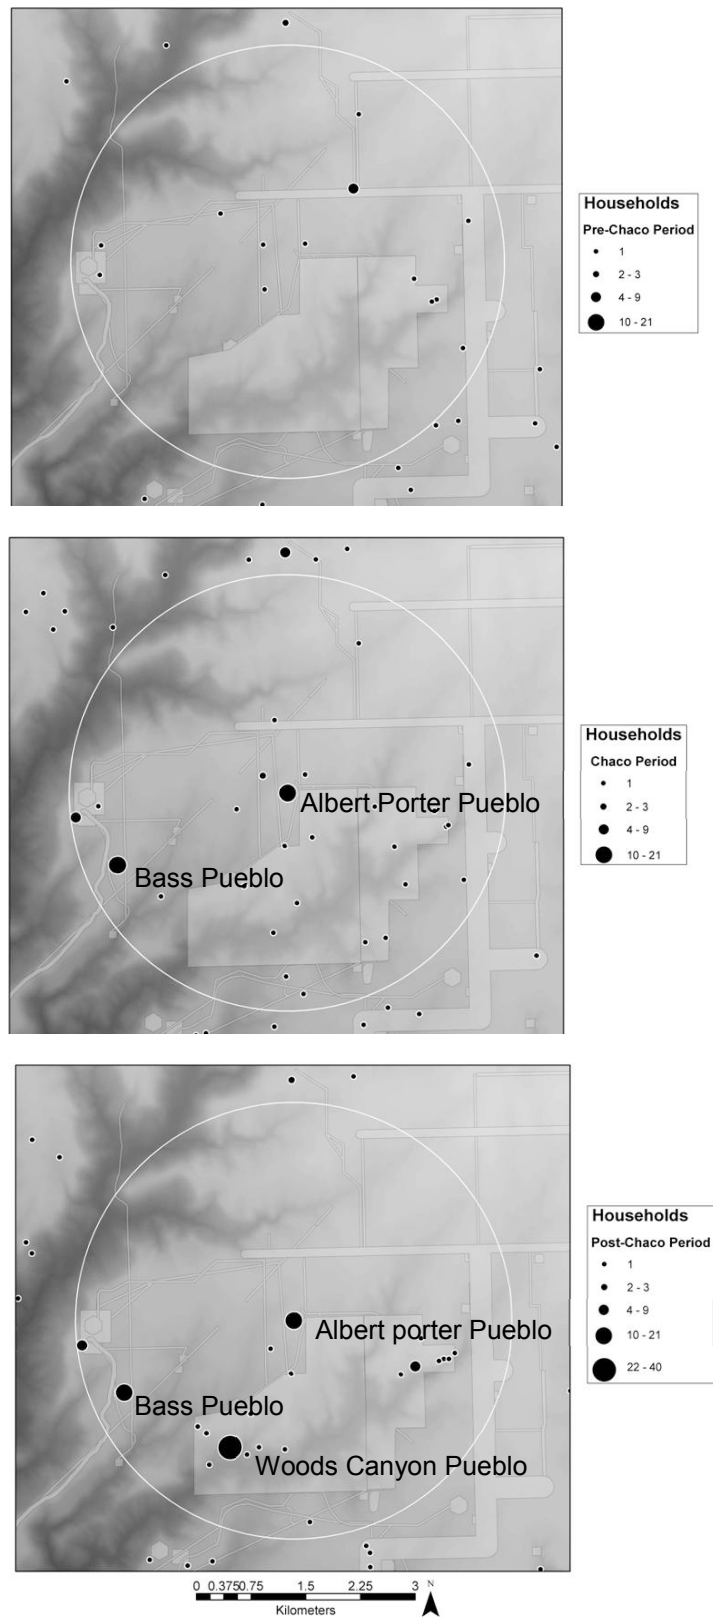 Households
Pre-Chaco Period
1
2 - 3
4 - 9
10 - 21
Albert Porter Pueblo
Bass Pueblo
Households
Chaco Period
1
2 - 3
4 - 9
10 - 21
Albert porter Pueblo
Bass Pueblo
Woods Canyon Pueblo
Households
Post-Chaco Period
1
2 - 3
4 - 9
10 - 21
22 - 40
0 0.3750.75 1.5 2.25 3
Kilometers
N